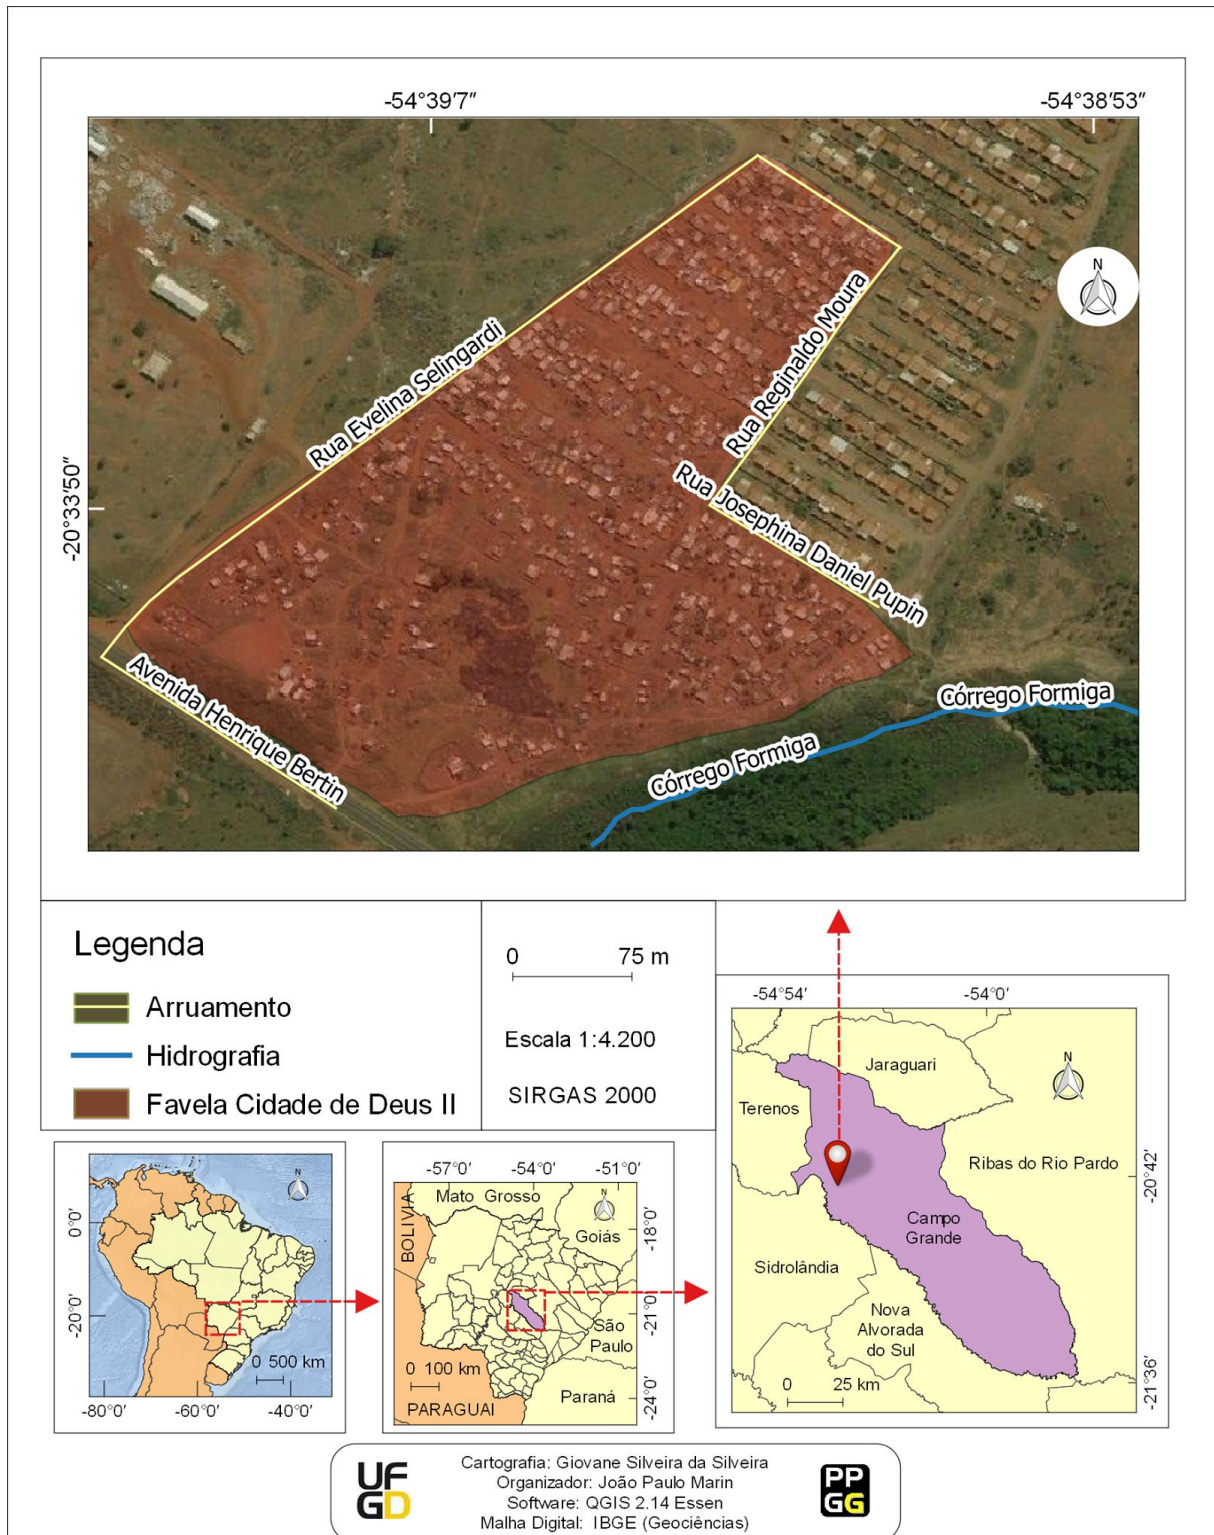 -54°39'7"
-54°38'53"
N
Rua Evelina Selingardi
Rua Reginaldo Moura
-20°33'50"
Rua Josephina Daniel Pupin
Avenida Henrique Bertin
Córrego Formiga
Córrego Formiga
Legenda
Arruamento
Hidrografia
Favela Cidade de Deus II
0 75 m
Escala 1:4.200
SIRGAS 2000
-54°54' -54°0'
N
Jaraguari
Terenos
Ribas do Rio Pardo
-20°42'
Campo
Grande
Sidrolândia
Nova
Alvorada
do Sul
0 25 km
-21°36'
N
0°0'
-20°0'
0 500 km
-80°0' -60°0' -40°0'
-57°0' -54°0' -51°0'
BOLIVIA
Mato Grosso
N
Goiás
-18°0'
-21°0'
São
Paulo
0 100 km
Paraná
PARAGUAI
-24°0'
UF
GD
Cartografia: Giovane Silveira da Silveira
Organizador: João Paulo Marin
Software: QGIS 2.14 Essen
Malha Digital: IBGE (Geociências)
PP
GG